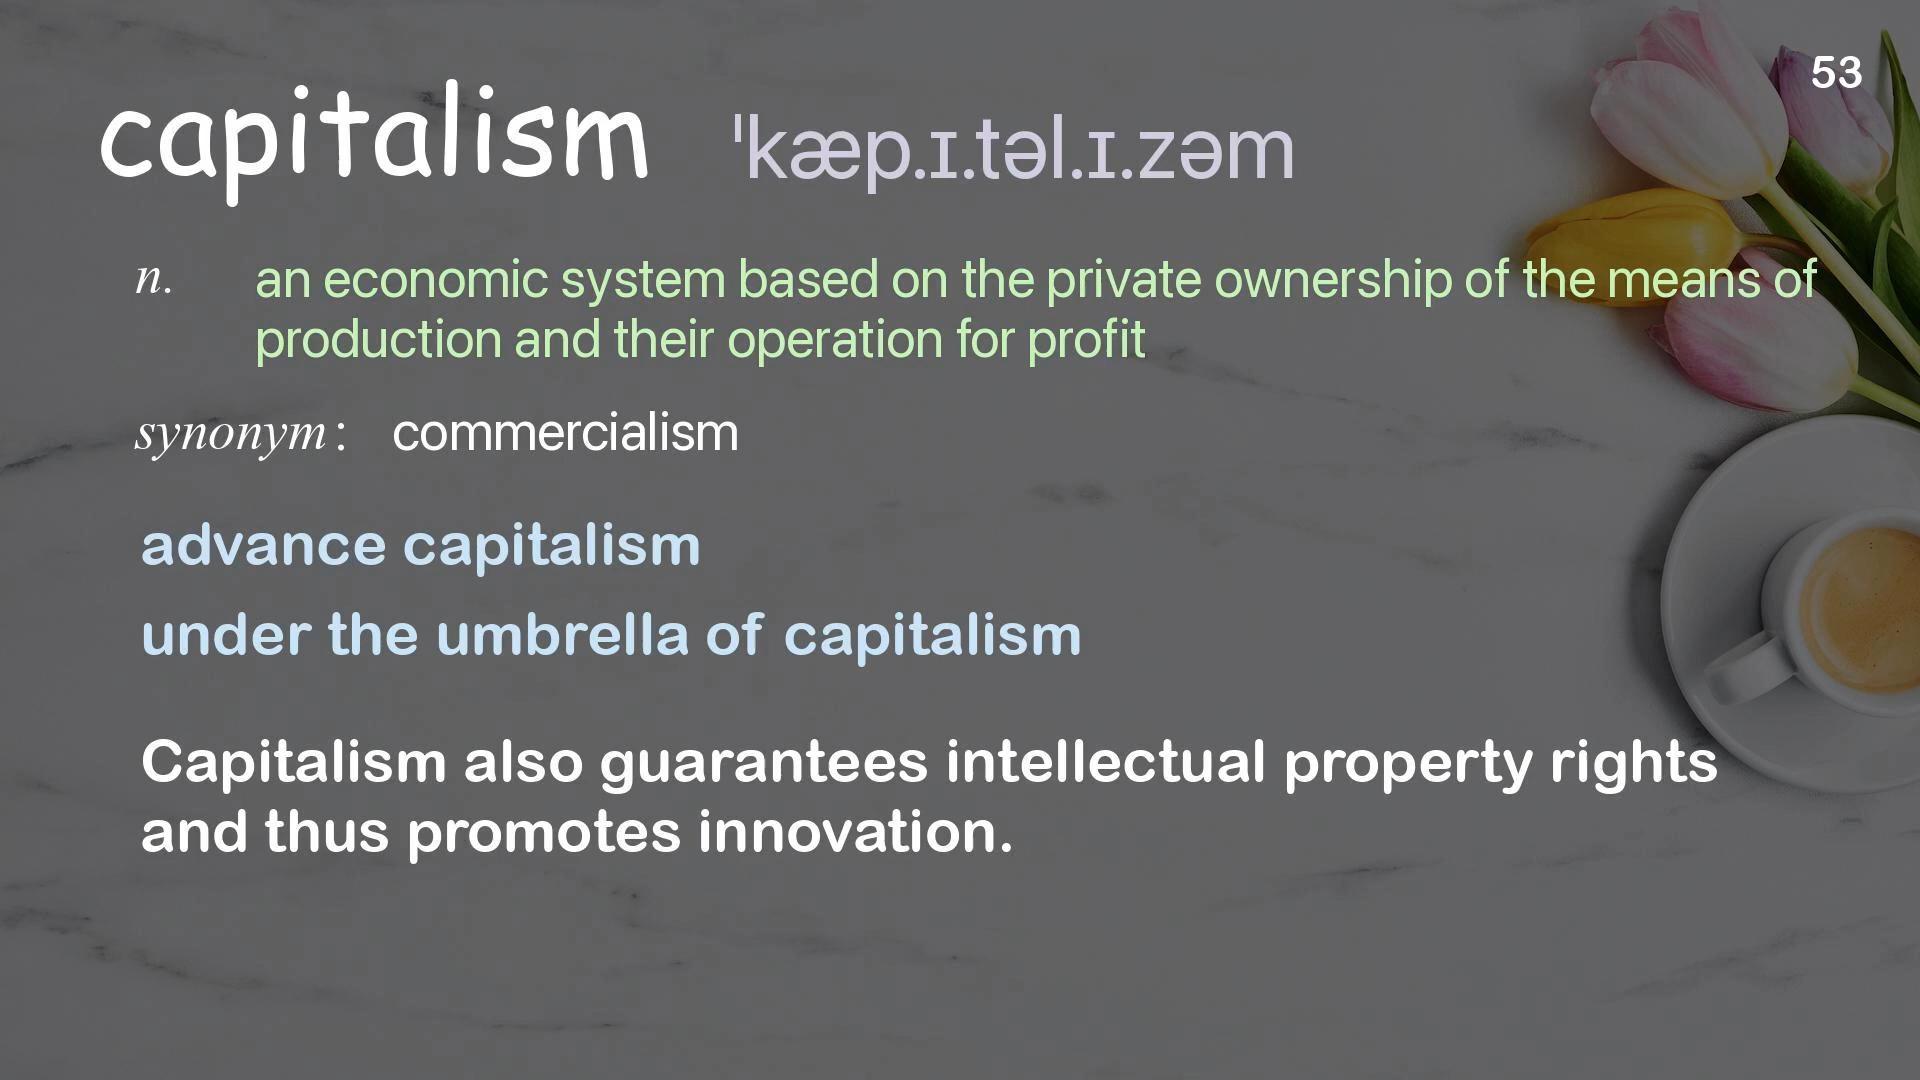 53
capitalism ˈkæp.ɪ.təl.ɪ.zəm
n. an economic system based on the private ownership of the means of
production and their operation for profit
synonym: commercialism
advance capitalism
under the umbrella of capitalism
Capitalism also guarantees intellectual property rights
and thus promotes innovation.